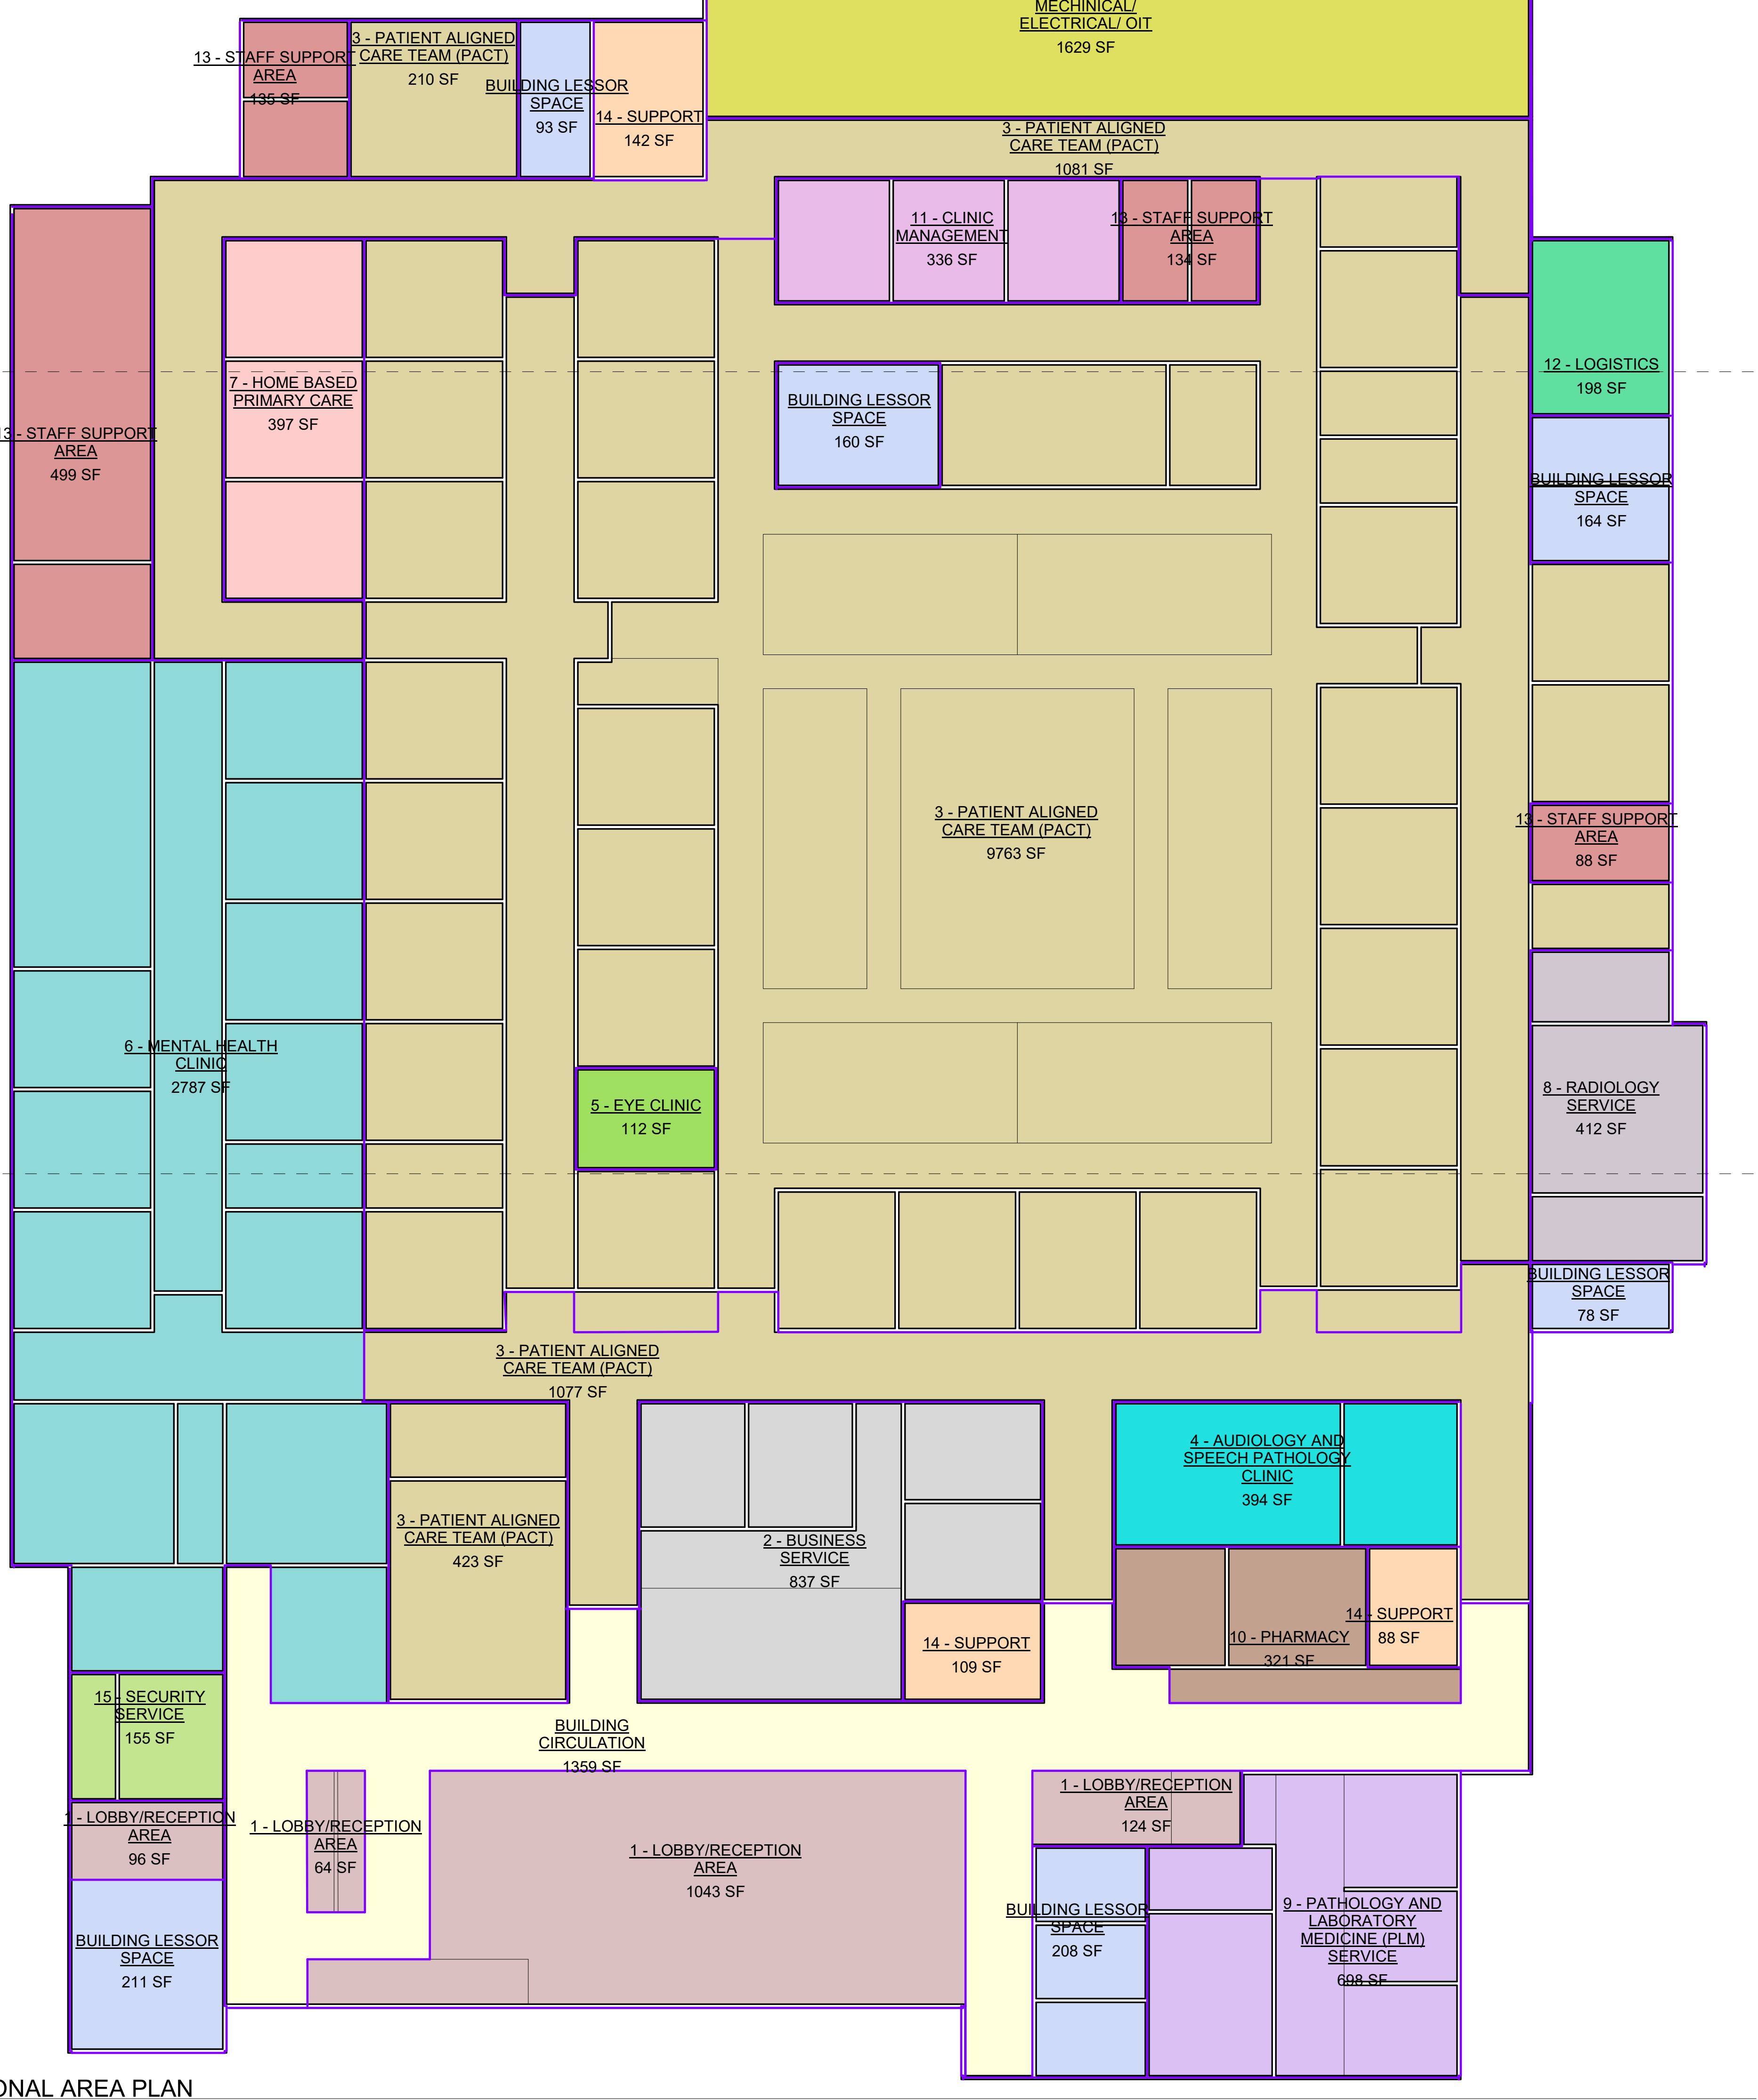 MECHINICAL/
ELECTRICAL/ OIT
1629 SF
13 - STAFF SUPPORT
AREA
135 SF
3 - PATIENT ALIGNED
CARE TEAM (PACT)
210 SF
BUILDING LESSOR
SPACE
93 SF
14 - SUPPORT
142 SF
3 - PATIENT ALIGNED
CARE TEAM (PACT)
1081 SF
11 - CLINIC
MANAGEMENT
336 SF
13 - STAFF SUPPORT
AREA
134 SF
12 - LOGISTICS
198 SF
7 - HOME BASED
PRIMARY CARE
397 SF
BUILDING LESSOR
SPACE
160 SF
13 - STAFF SUPPORT
AREA
499 SF
BUILDING LESSOR
SPACE
164 SF
3 - PATIENT ALIGNED
CARE TEAM (PACT)
9763 SF
13 - STAFF SUPPORT
AREA
88 SF
6 - MENTAL HEALTH
CLINIC
2787 SF
5 - EYE CLINIC
112 SF
8 - RADIOLOGY
SERVICE
412 SF
BUILDING LESSOR
SPACE
78 SF
3 - PATIENT ALIGNED
CARE TEAM (PACT)
1077 SF
4 - AUDIOLOGY AND
SPEECH PATHOLOGY
CLINIC
394 SF
3 - PATIENT ALIGNED
CARE TEAM (PACT)
423 SF
2 - BUSINESS
SERVICE
837 SF
14 - SUPPORT
109 SF
10 - PHARMACY
321 SF
14 - SUPPORT
88 SF
15 - SECURITY
SERVICE
155 SF
BUILDING
CIRCULATION
1359 SF
1 - LOBBY/RECEPTION
AREA
96 SF
1 - LOBBY/RECEPTION
AREA
64 SF
1 - LOBBY/RECEPTION
AREA
1043 SF
1 - LOBBY/RECEPTION
AREA
124 SF
BUILDING LESSOR
SPACE
211 SF
BUILDING LESSOR
SPACE
208 SF
9 - PATHOLOGY AND
LABORATORY
MEDICINE (PLM)
SERVICE
698 SF
ONAL AREA PLAN